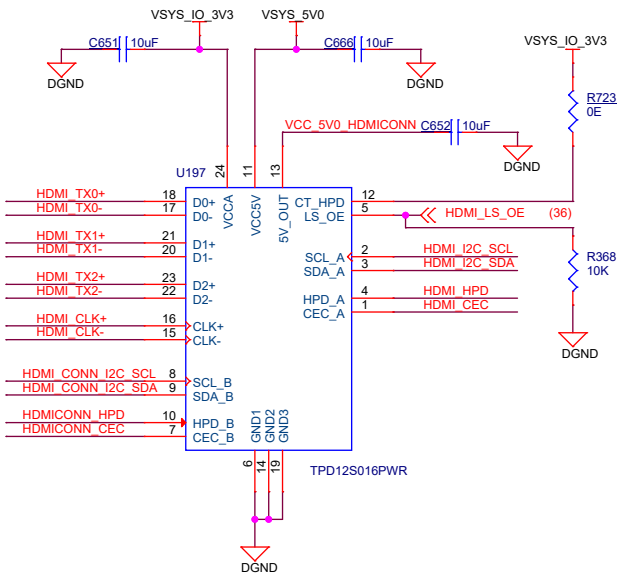 VSYS_IO_3V3
VSYS_5V0
C651
10uF
C666
10uF
VSYS_IO_3V3
DGND
DGND
R723
0E
VCC_5V0_HDMICONN
C652
10uF
DGND
U197
24
11
13
VCCA
VCC5V
5V_OUT
HDMI_TX0+
18
D0+
CT_HPD
12
HDMI_TX0-
17
D0-
LS_OE
5
HDMI_LS_OE
(36)
HDMI_TX1+
21
D1+
HDMI_TX1-
20
D1-
SCL_A
2
HDMI_I2C_SCL
SDA_A
3
HDMI_I2C_SDA
R368
10K
HDMI_TX2+
23
D2+
HDMI_TX2-
22
D2-
HPD_A
4
HDMI_HPD
CEC_A
1
HDMI_CEC
HDMI_CLK+
16
CLK+
HDMI_CLK-
15
CLK-
DGND
HDMI_CONN_I2C_SCL
8
SCL_B
HDMI_CONN_I2C_SDA
9
SDA_B
HDMICONN_HPD
10
HPD_B
HDMICONN_CEC
7
CEC_B
GND1
GND2
GND3
6
14
19
TPD12S016PWR
DGND